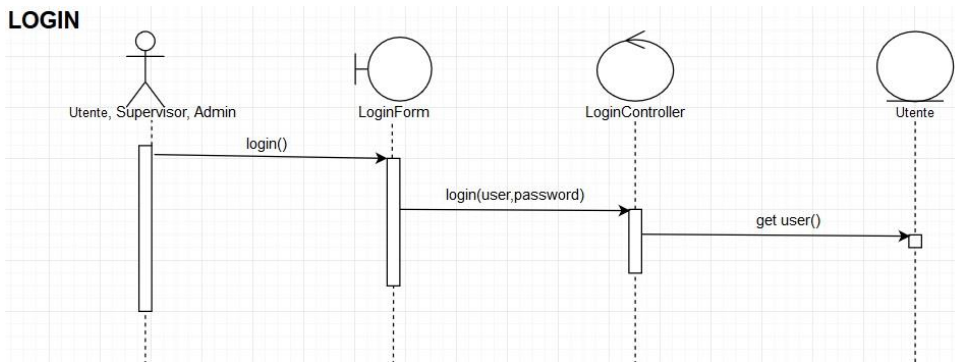 LOGIN
Utente, Supervisor, Admin
LoginForm
LoginController
Utente
login()
login(user,password)
get user()